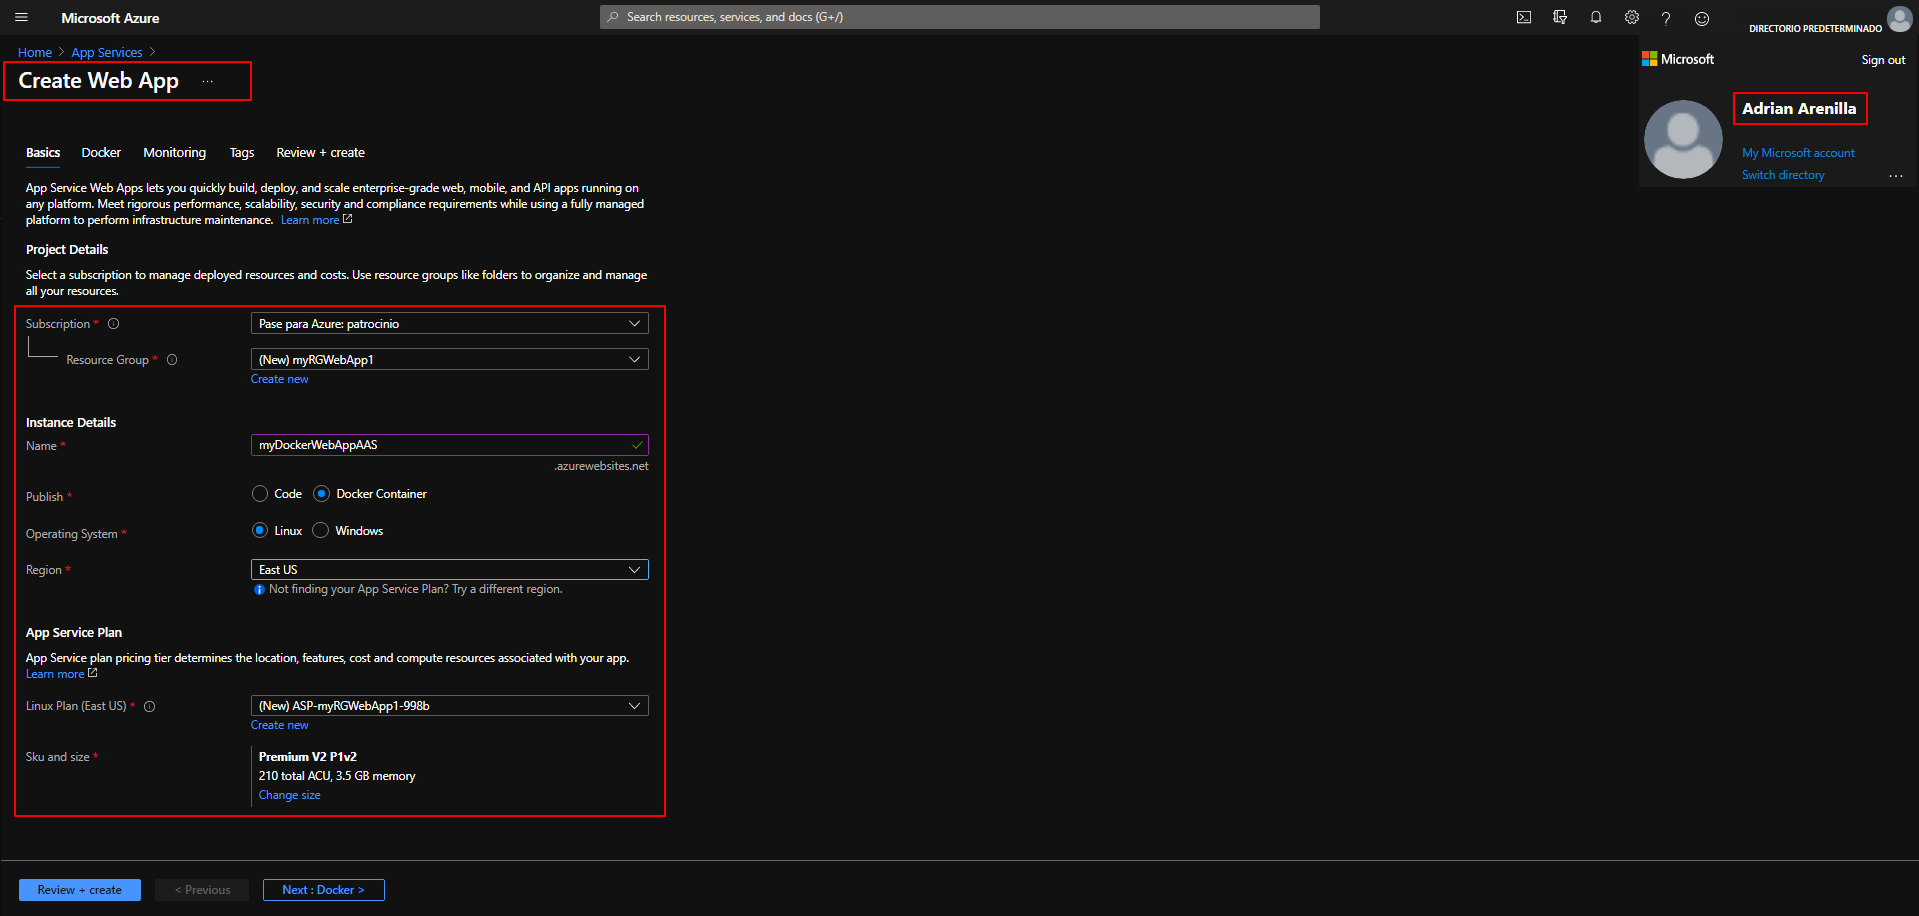 Microsoft Azure
Search resources, services, and docs (G+/)
DIRECTORIO PREDETERMINADO
Home > App Services >
Create Web App ...
Microsoft
Sign out
Adrian Arenilla
My Microsoft account
Switch directory
...
Basics Docker Monitoring Tags Review + create
App Service Web Apps lets you quickly build, deploy, and scale enterprise-grade web, mobile, and API apps running on
any platform. Meet rigorous performance, scalability, security and compliance requirements while using a fully managed
platform to perform infrastructure maintenance. Learn more
Project Details
Select a subscription to manage deployed resources and costs. Use resource groups like folders to organize and manage
all your resources.
Subscription * Pase para Azure: patrocinio
Resource Group * (New) myRGWebApp1
Create new
Instance Details
Name * myDockerWebAppAAS
.azurewebsites.net
Publish * Code Docker Container
Operating System * Linux Windows
Region * East US
Not finding your App Service Plan? Try a different region.
App Service Plan
App Service plan pricing tier determines the location, features, cost and compute resources associated with your app.
Learn more
Linux Plan (East US) * (New) ASP-myRGWebApp1-998b
Create new
Sku and size * Premium V2 P1v2
210 total ACU, 3.5 GB memory
Change size
Review + create < Previous Next : Docker >